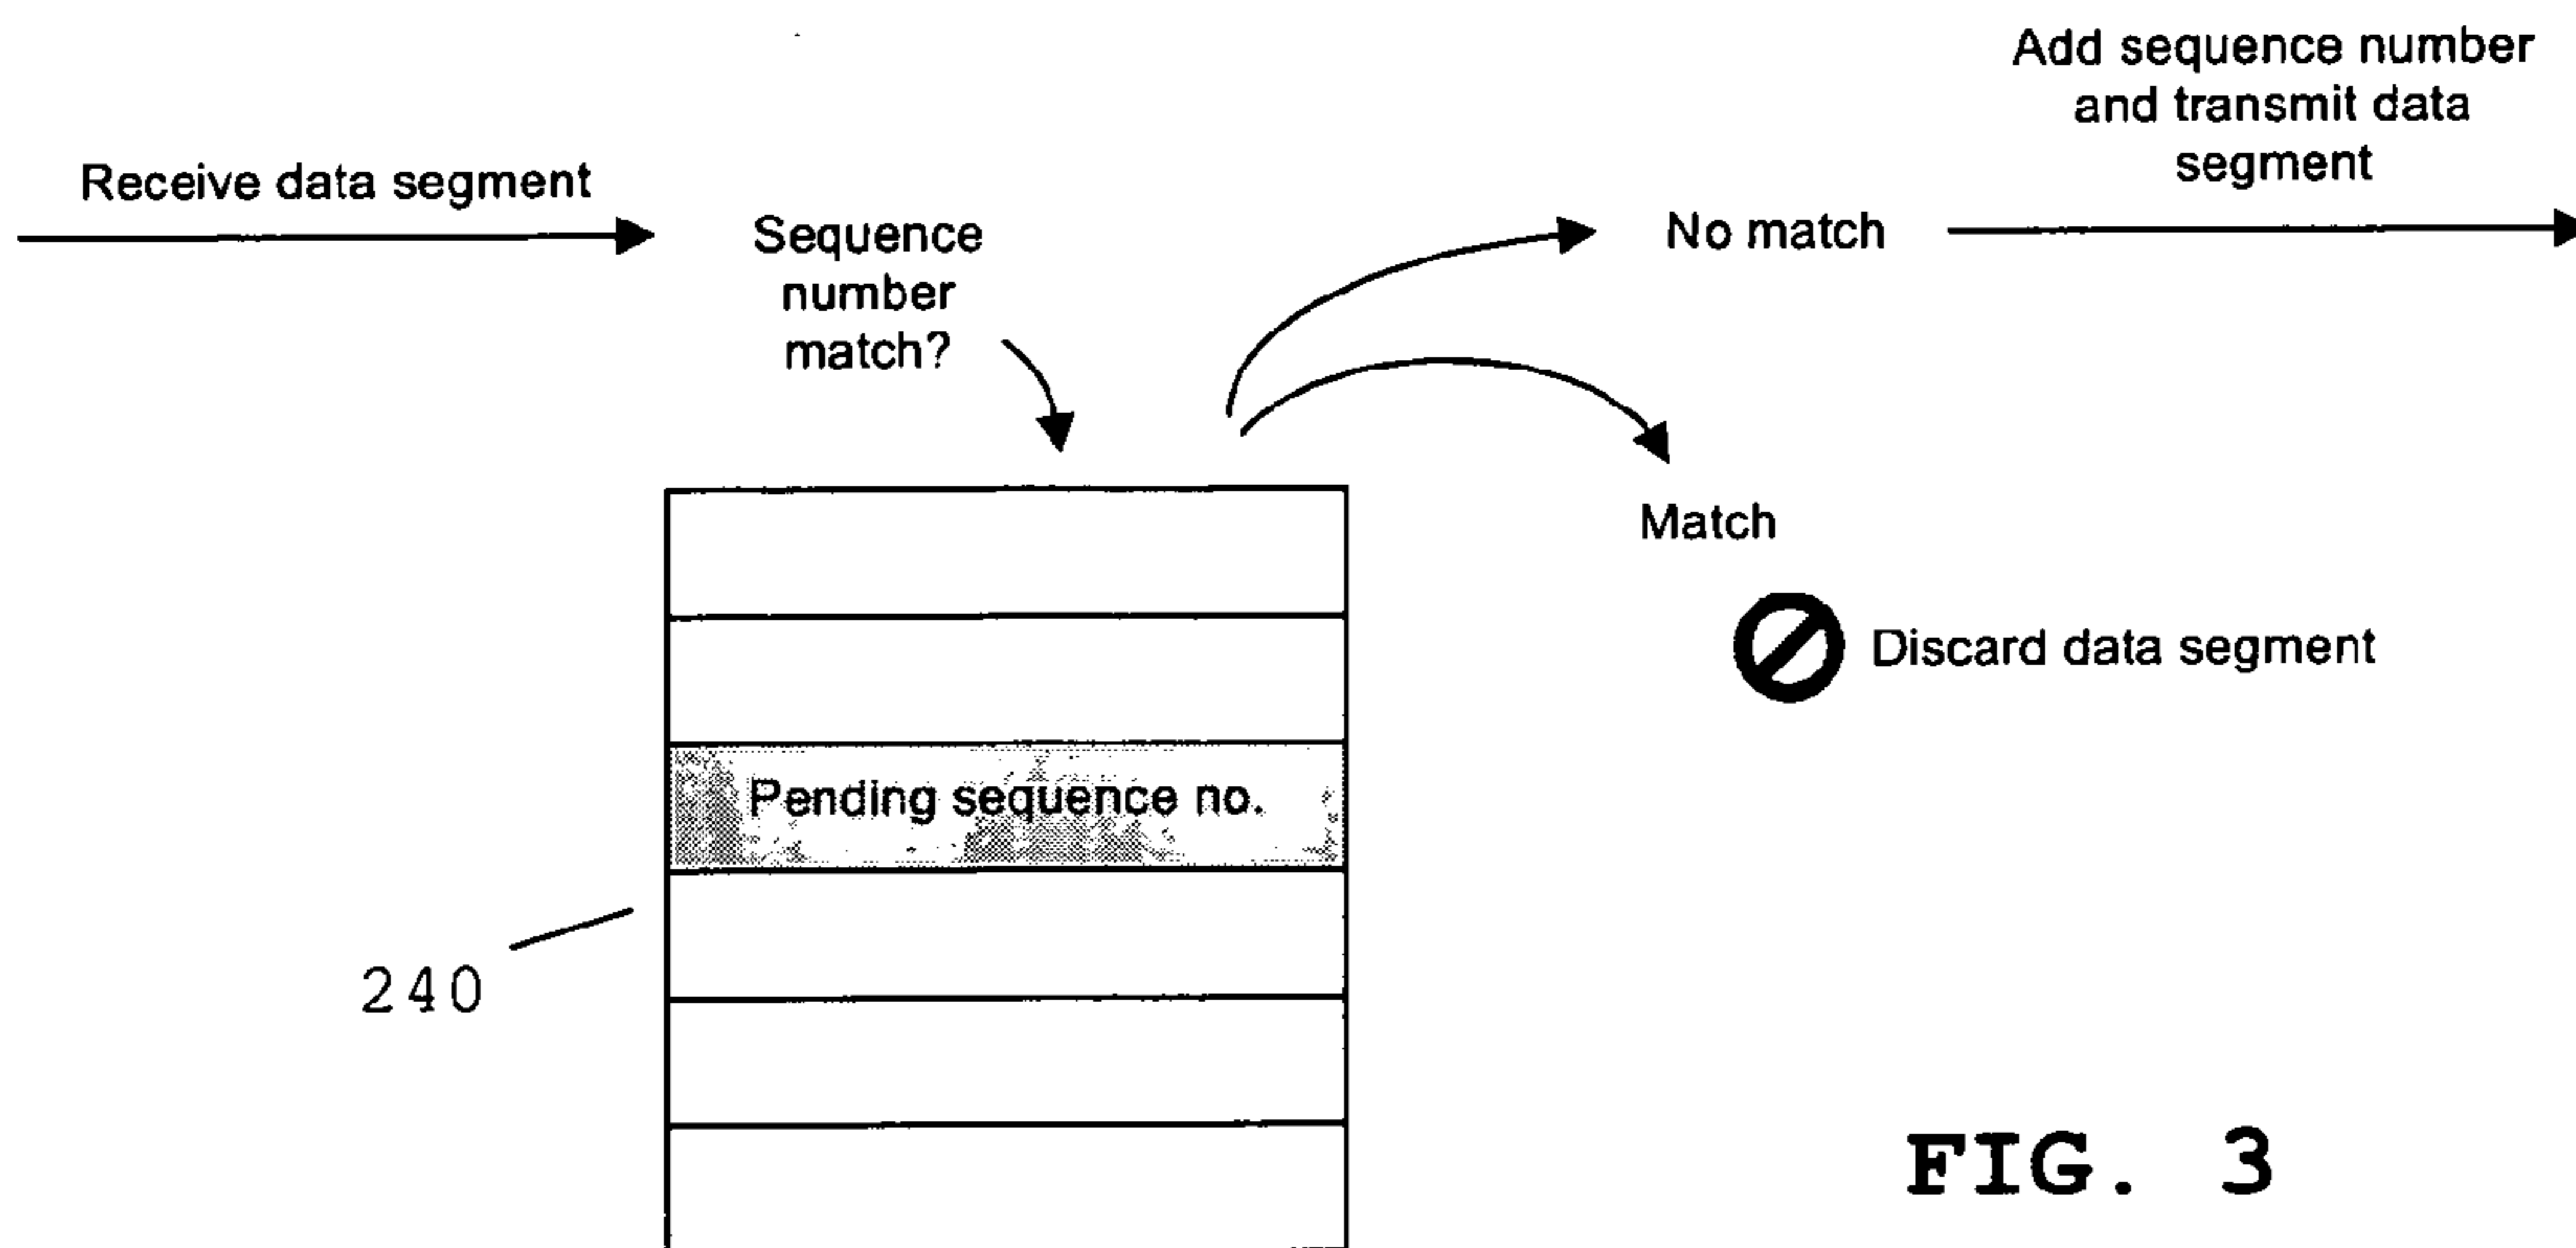 Receive data segment
Sequence
number
match?
No match
Add sequence number
and transmit data
segment
Match
Discard data segment
Pending sequence no.
240
FIG. 3